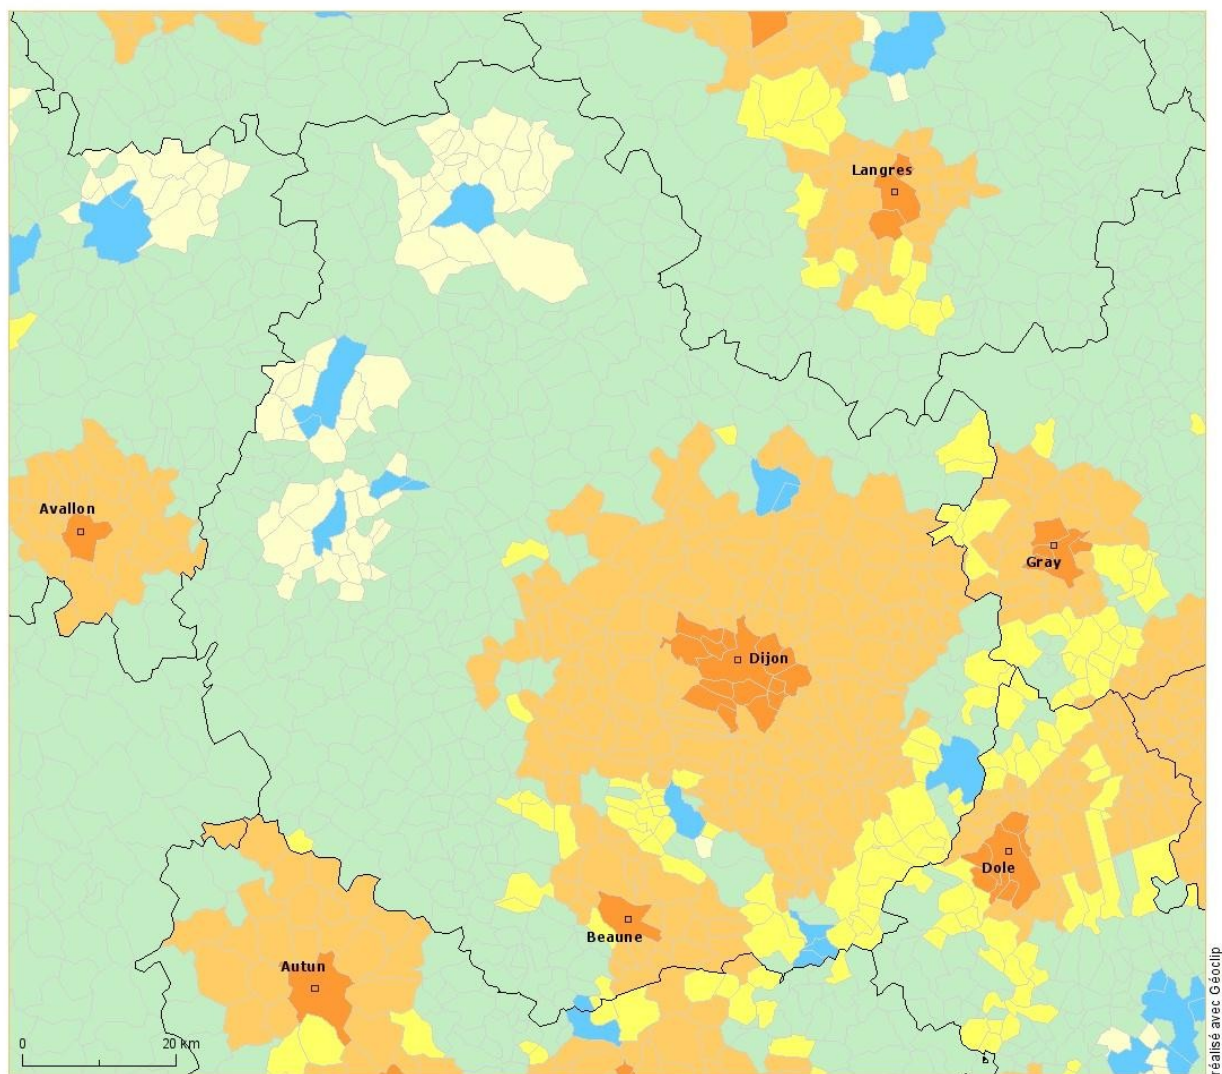 Langres
Avallon
Gray
Dijon
Dole
Beaune
Autun
0 20 km
réalisé avec Géoclip